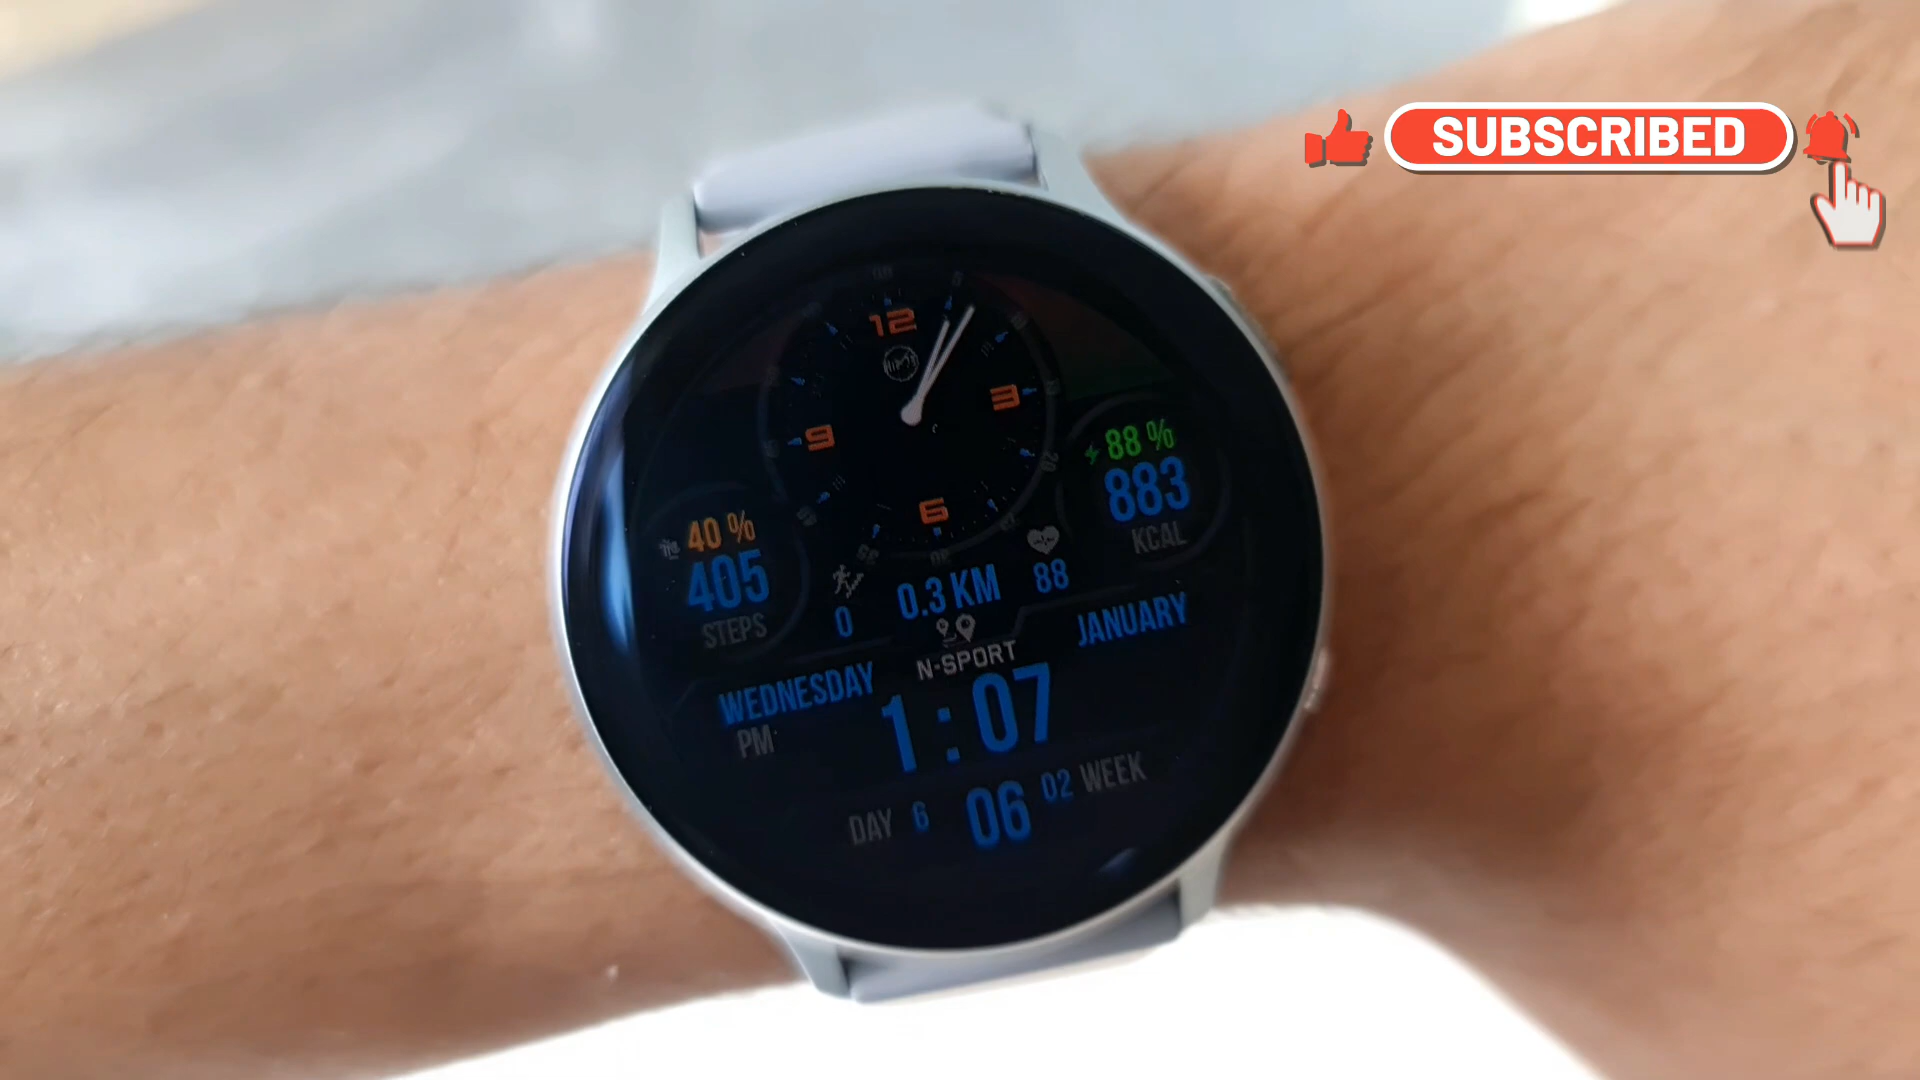 SUBSCRIBED
12
3
9
6
88 %
883
KCAL
40 %
405
STEPS
0
0.3 KM
88
N-SPORT
JANUARY
WEDNESDAY
PM
1:07
DAY 6
06
02 WEEK